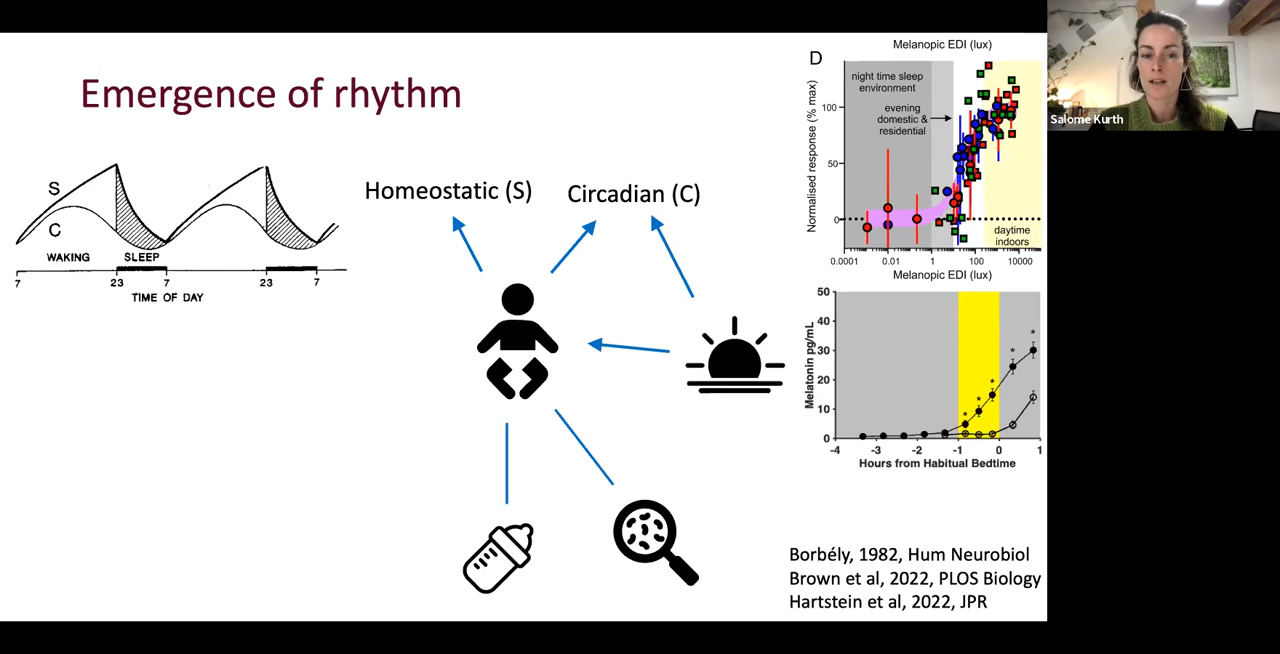 Emergence of rhythm
S
C
WAKING
SLEEP
7
23
7
23
7
TIME OF DAY
Homeostatic (S)
Circadian (C)
Melanopic EDI (lux)
D
night time sleep
environment
evening
domestic &
residential
daytime
indoors
Normalised response (% max)
100
50
0
0.0001 0.01 1 100 10000
Melanopic EDI (lux)
Melatonin pg/mL
50
40
30
20
10
0
* * * * *
-4 -3 -2 -1 0 1
Hours from Habitual Bedtime
Borbély, 1982, Hum Neurobiol
Brown et al, 2022, PLOS Biology
Hartstein et al, 2022, JPR
Salome Kurth